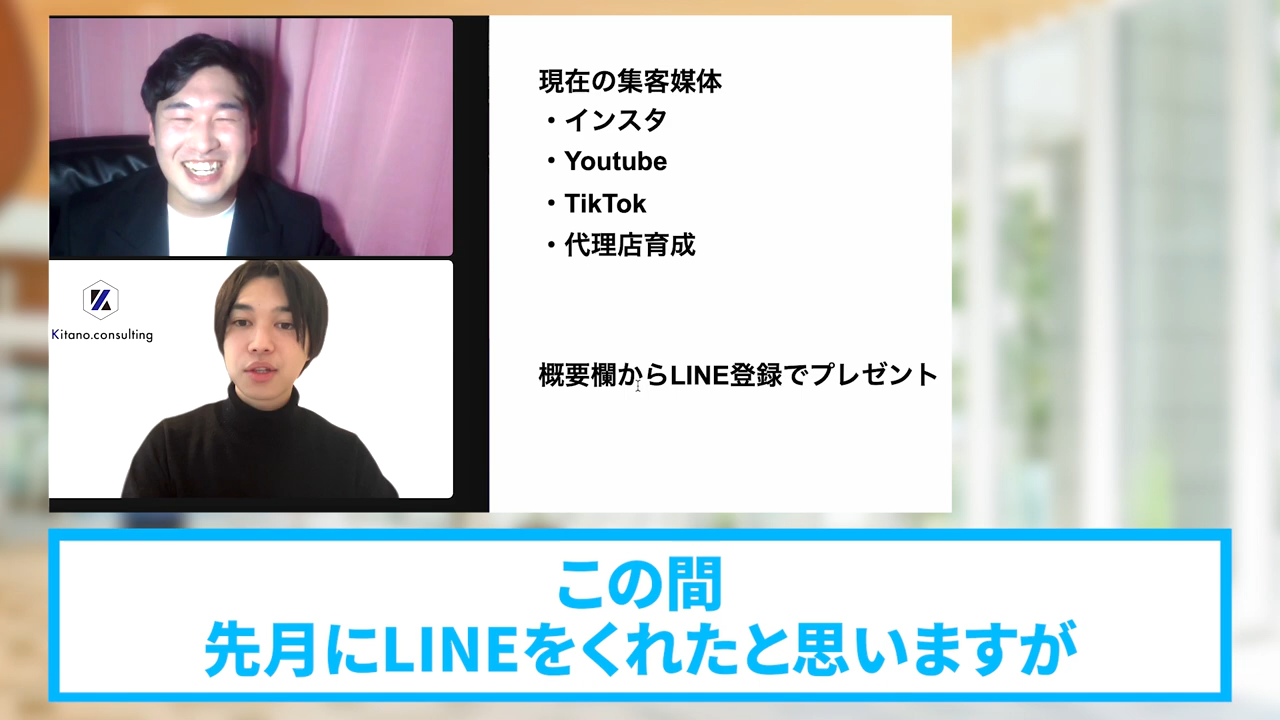 現在の集客媒体
・インスタ
・Youtube
・TikTok
・代理店育成
概要欄からLINE登録でプレゼント
Kitano.consulting
この間
先月にLINEをくれたと思いますが